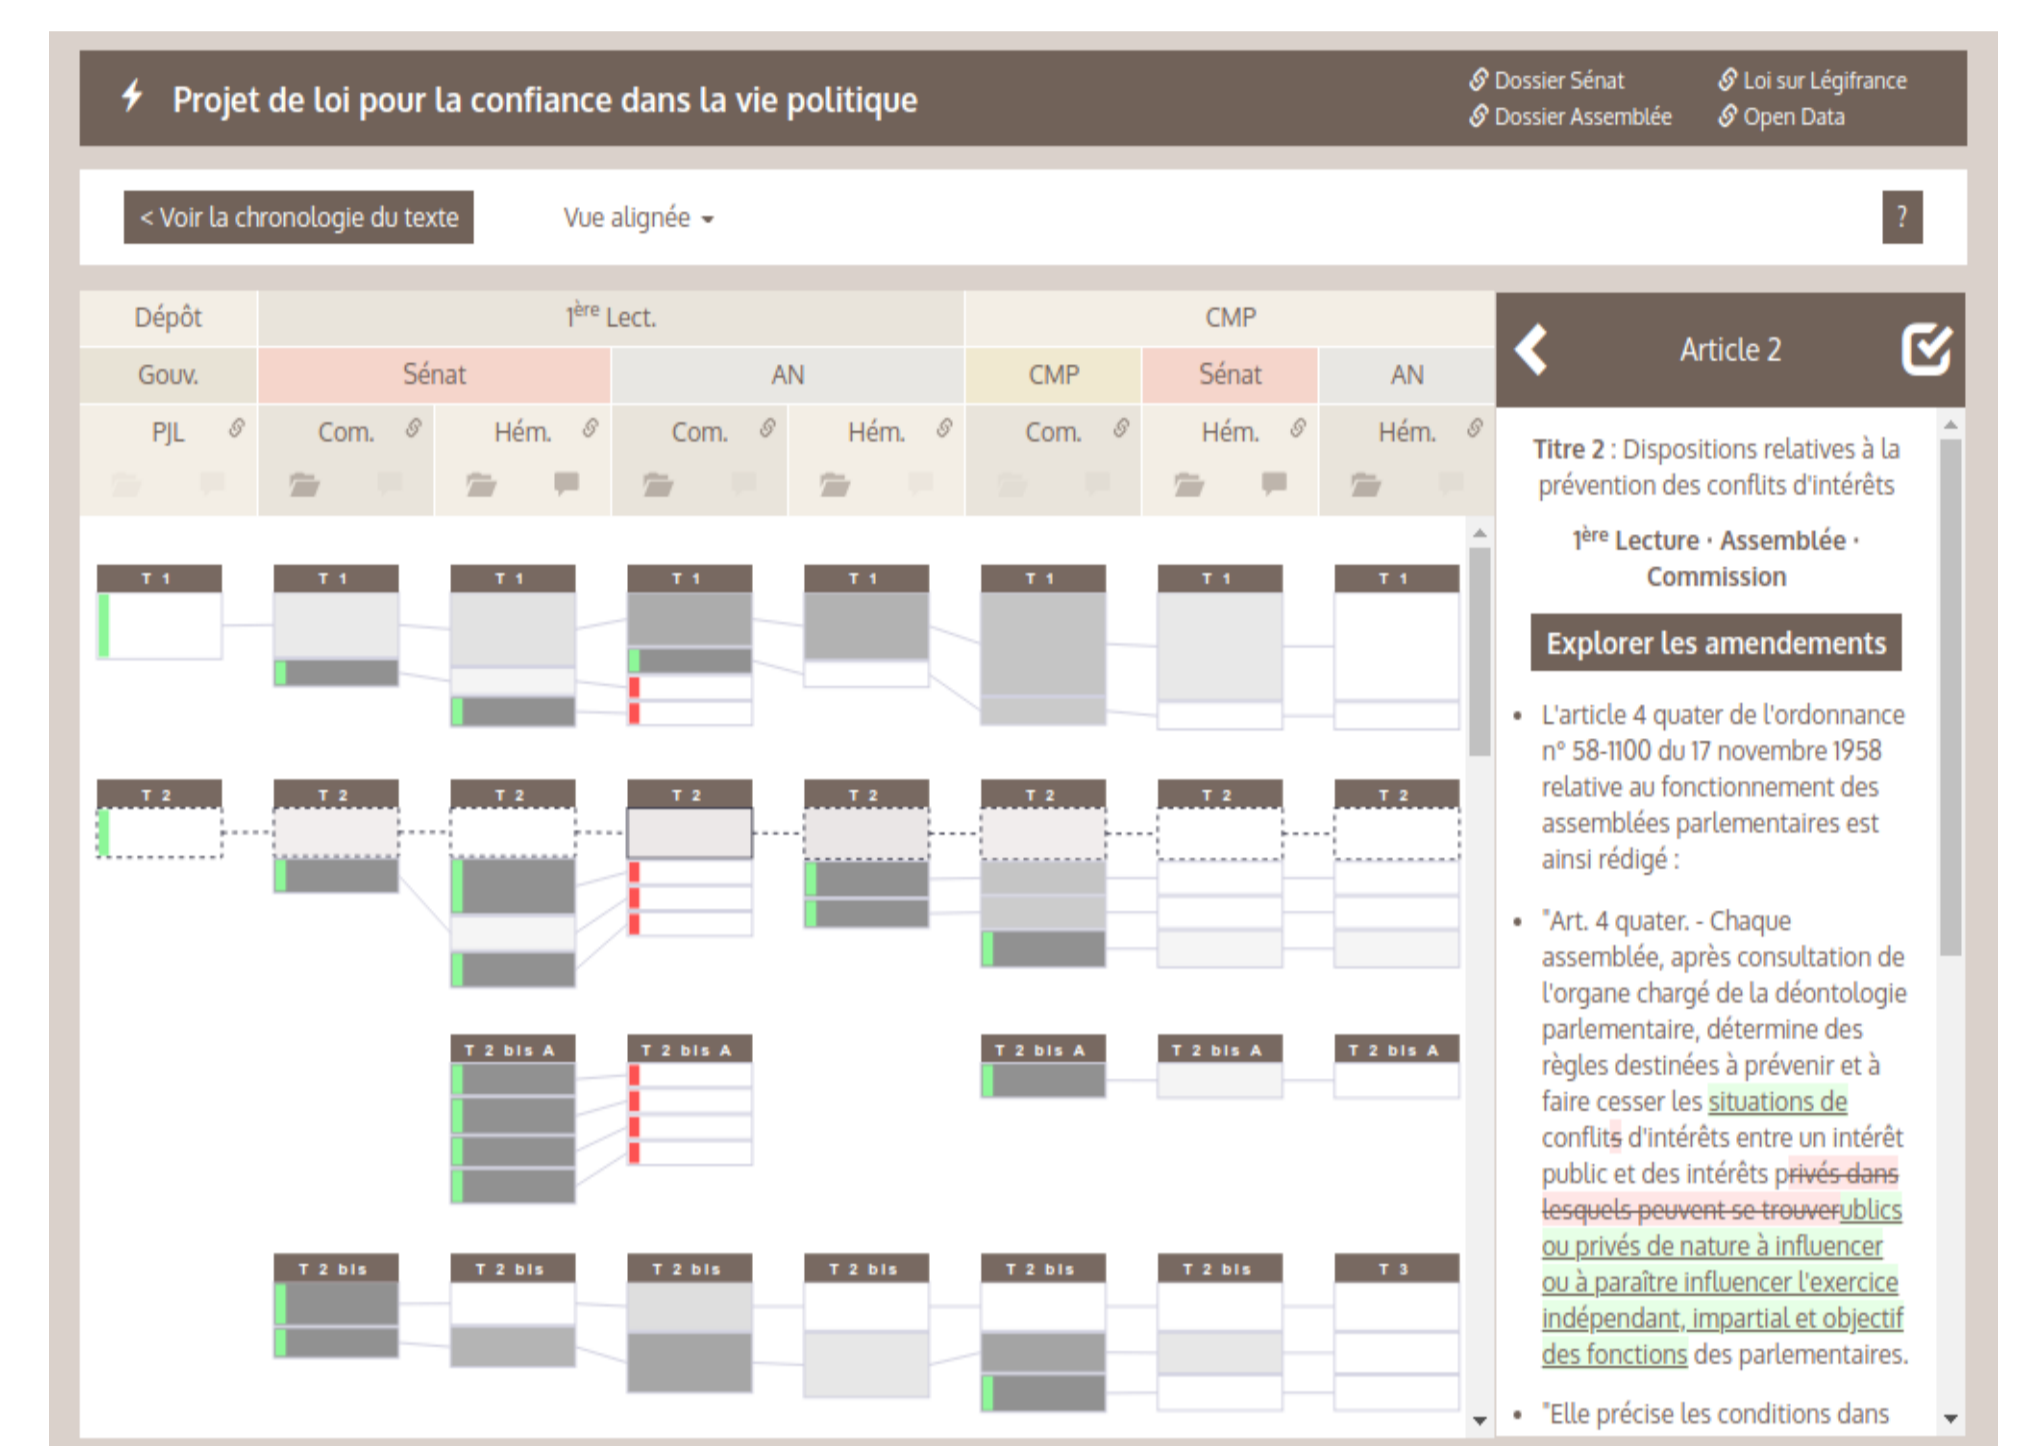 Projet de loi pour la confiance dans la vie politique
Dossier Sénat
Loi sur Légifrance
Dossier Assemblée
Open Data
< Voir la chronologie du texte
Vue alignée
?
Dépôt
1ère Lect.
CMP
Gouv.
Sénat
AN
CMP
Sénat
AN
PJL
Com.
Hém.
Com.
Hém.
Com.
Hém.
Hém.
T 1
T 1
T 1
T 1
T 1
T 1
T 1
T 1
T 2
T 2
T 2
T 2
T 2
T 2
T 2
T 2
T 2 bis A
T 2 bis A
T 2 bis A
T 2 bis A
T 2 bis A
T 2 bis
T 2 bis
T 2 bis
T 2 bis
T 2 bis
T 2 bis
T 3
Article 2
Titre 2 : Dispositions relatives à la
prévention des conflits d'intérêts
1ère Lecture · Assemblée ·
Commission
Explorer les amendements
• L'article 4 quater de l'ordonnance
n° 58-1100 du 17 novembre 1958
relative au fonctionnement des
assemblées parlementaires est
ainsi rédigé :
• "Art. 4 quater. - Chaque
assemblée, après consultation de
l'organe chargé de la déontologie
parlementaire, détermine des
règles destinées à prévenir et à
faire cesser les situations de
conflits d'intérêts entre un intérêt
public et des intérêts privés dans
lesquels peuvent se trouverublics
ou privés de nature à influencer
ou à paraître influencer l'exercice
indépendant, impartial et objectif
des fonctions des parlementaires.
• "Elle précise les conditions dans